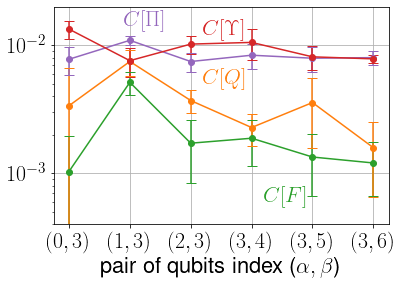 C[Π]
C[Υ]
10⁻²
C[Q]
10⁻³
C[F]
(0, 3) (1, 3) (2, 3) (3, 4) (3, 5) (3, 6)
pair of qubits index (α, β)